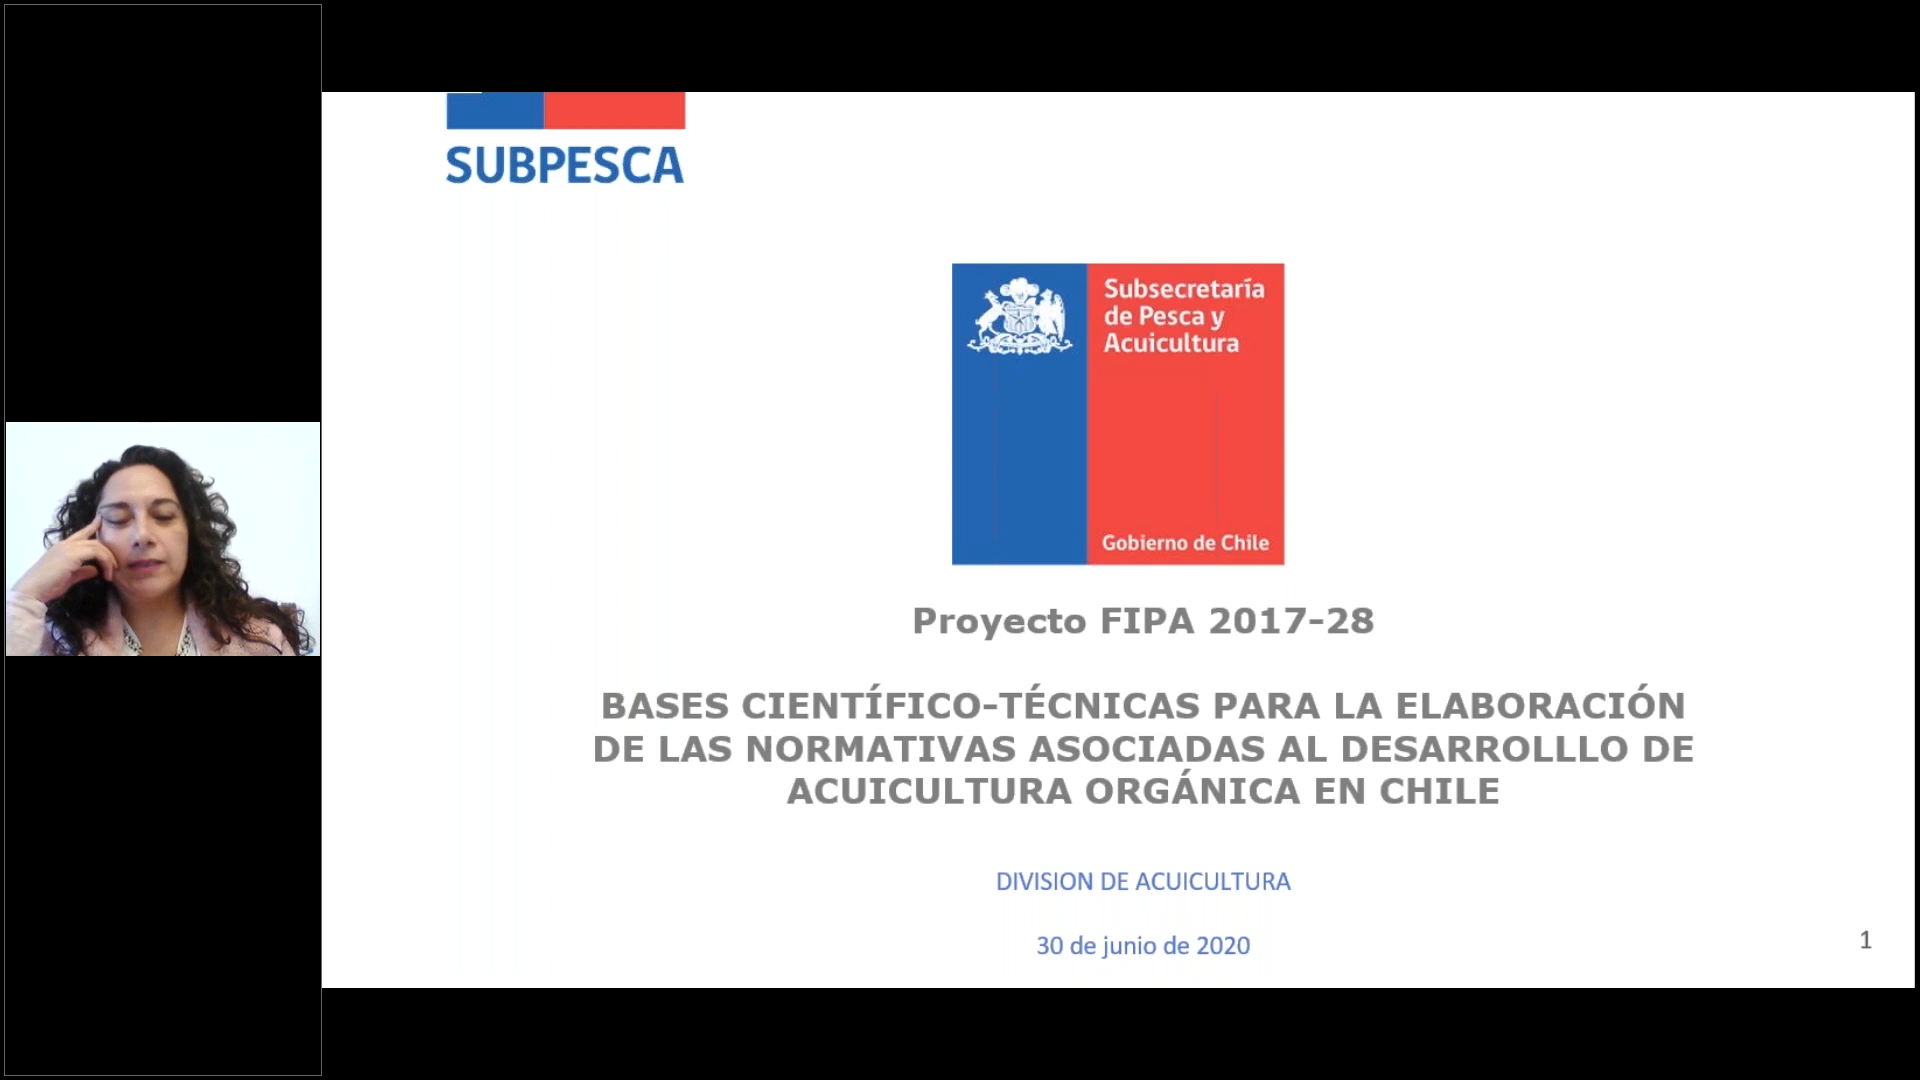 SUBPESCA
Subsecretaría
de Pesca y
Acuicultura
Gobierno de Chile
Proyecto FIPA 2017-28
BASES CIENTÍFICO-TÉCNICAS PARA LA ELABORACIÓN
DE LAS NORMATIVAS ASOCIADAS AL DESARROLLLO DE
ACUICULTURA ORGÁNICA EN CHILE
DIVISION DE ACUICULTURA
30 de junio de 2020
1